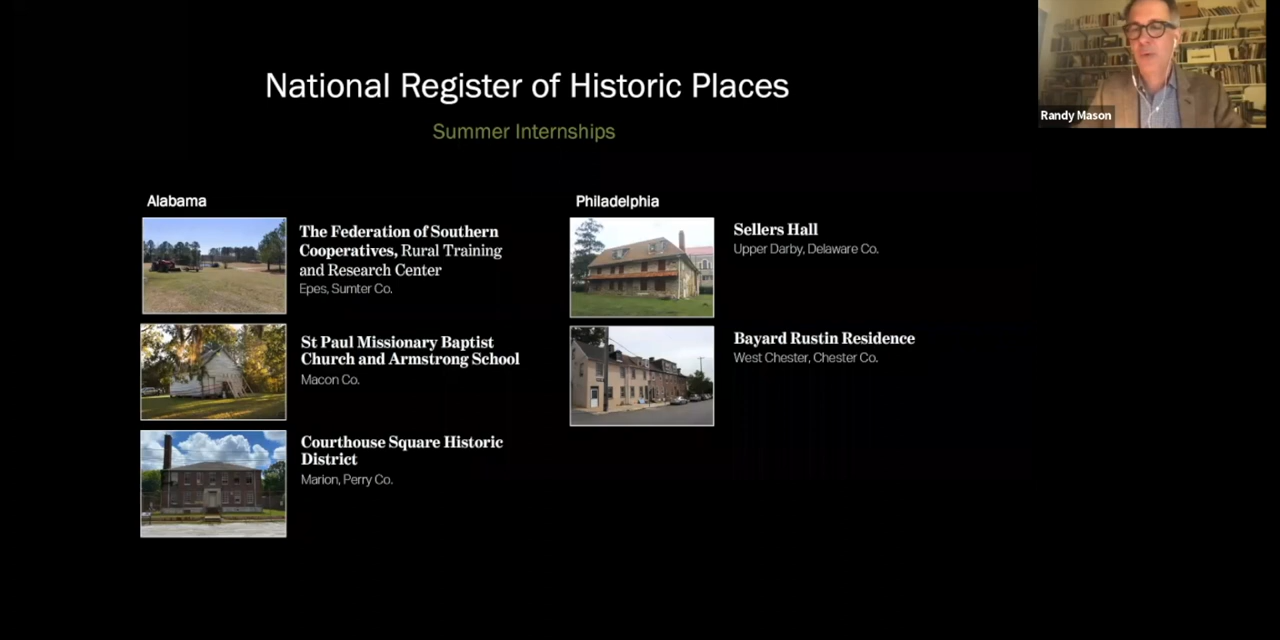 National Register of Historic Places
Summer Internships
Randy Mason
Alabama
The Federation of Southern
Cooperatives, Rural Training
and Research Center
Epes, Sumter Co.
St Paul Missionary Baptist
Church and Armstrong School
Macon Co.
Courthouse Square Historic
District
Marion, Perry Co.
Philadelphia
Sellers Hall
Upper Darby, Delaware Co.
Bayard Rustin Residence
West Chester, Chester Co.